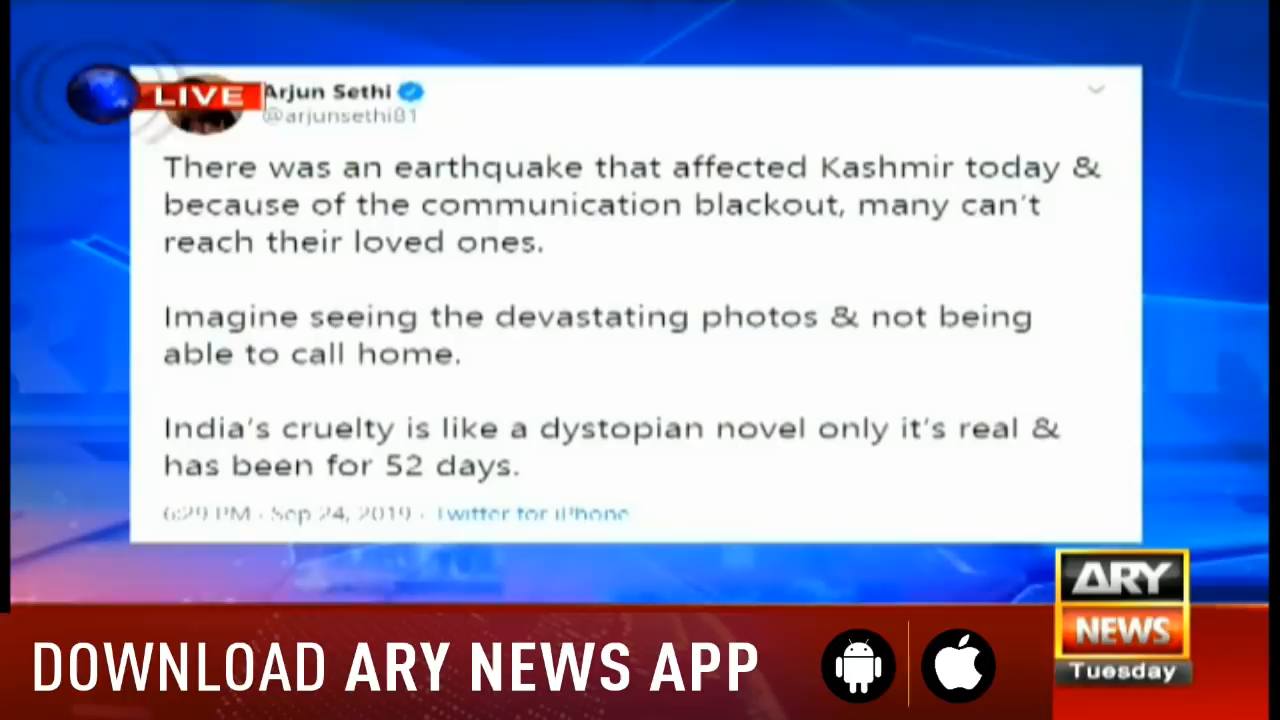 LIVE
Arjun Sethi
@arjunsethi81
There was an earthquake that affected Kashmir today &
because of the communication blackout, many can't
reach their loved ones.
Imagine seeing the devastating photos & not being
able to call home.
India's cruelty is like a dystopian novel only it's real &
has been for 52 days.
6:29 PM · Sep 24, 2019 · Twitter for iPhone
ARY
NEWS
Tuesday
DOWNLOAD ARY NEWS APP